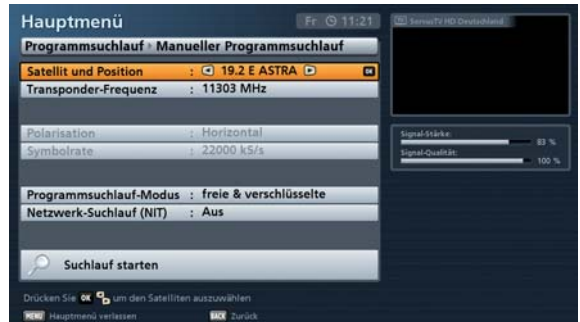 Hauptmenü
Fr 11:21
Programmsuchlauf Manueller Programmsuchlauf
Satellit und Position : 19.2 E ASTRA OK
Transponder-Frequenz : 11303 MHz
Polarisation : Horizontal
Symbolrate : 22000 kS/s
Programmsuchlauf-Modus : freie & verschlüsselte
Netzwerk-Suchlauf (NIT) : Aus
Suchlauf starten
Drücken Sie OK um den Satelliten auszuwählen
MENU Hauptmenü verlassen BACK Zurück
ServusTV HD Deutschland
Signal-Stärke:
83 %
Signal-Qualität:
100 %